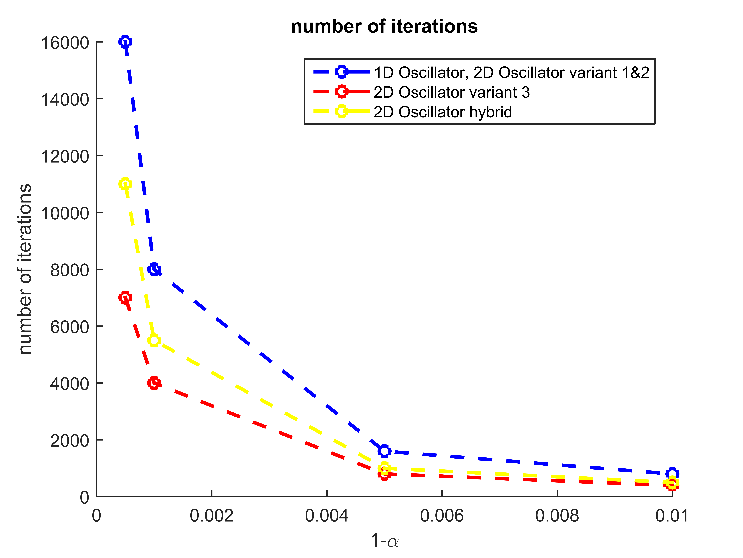 number of iterations
1D Oscillator, 2D Oscillator variant 1&2
2D Oscillator variant 3
2D Oscillator hybrid
number of iterations
16000
14000
12000
10000
8000
6000
4000
2000
0
0 0.002 0.004 0.006 0.008 0.01
1-α